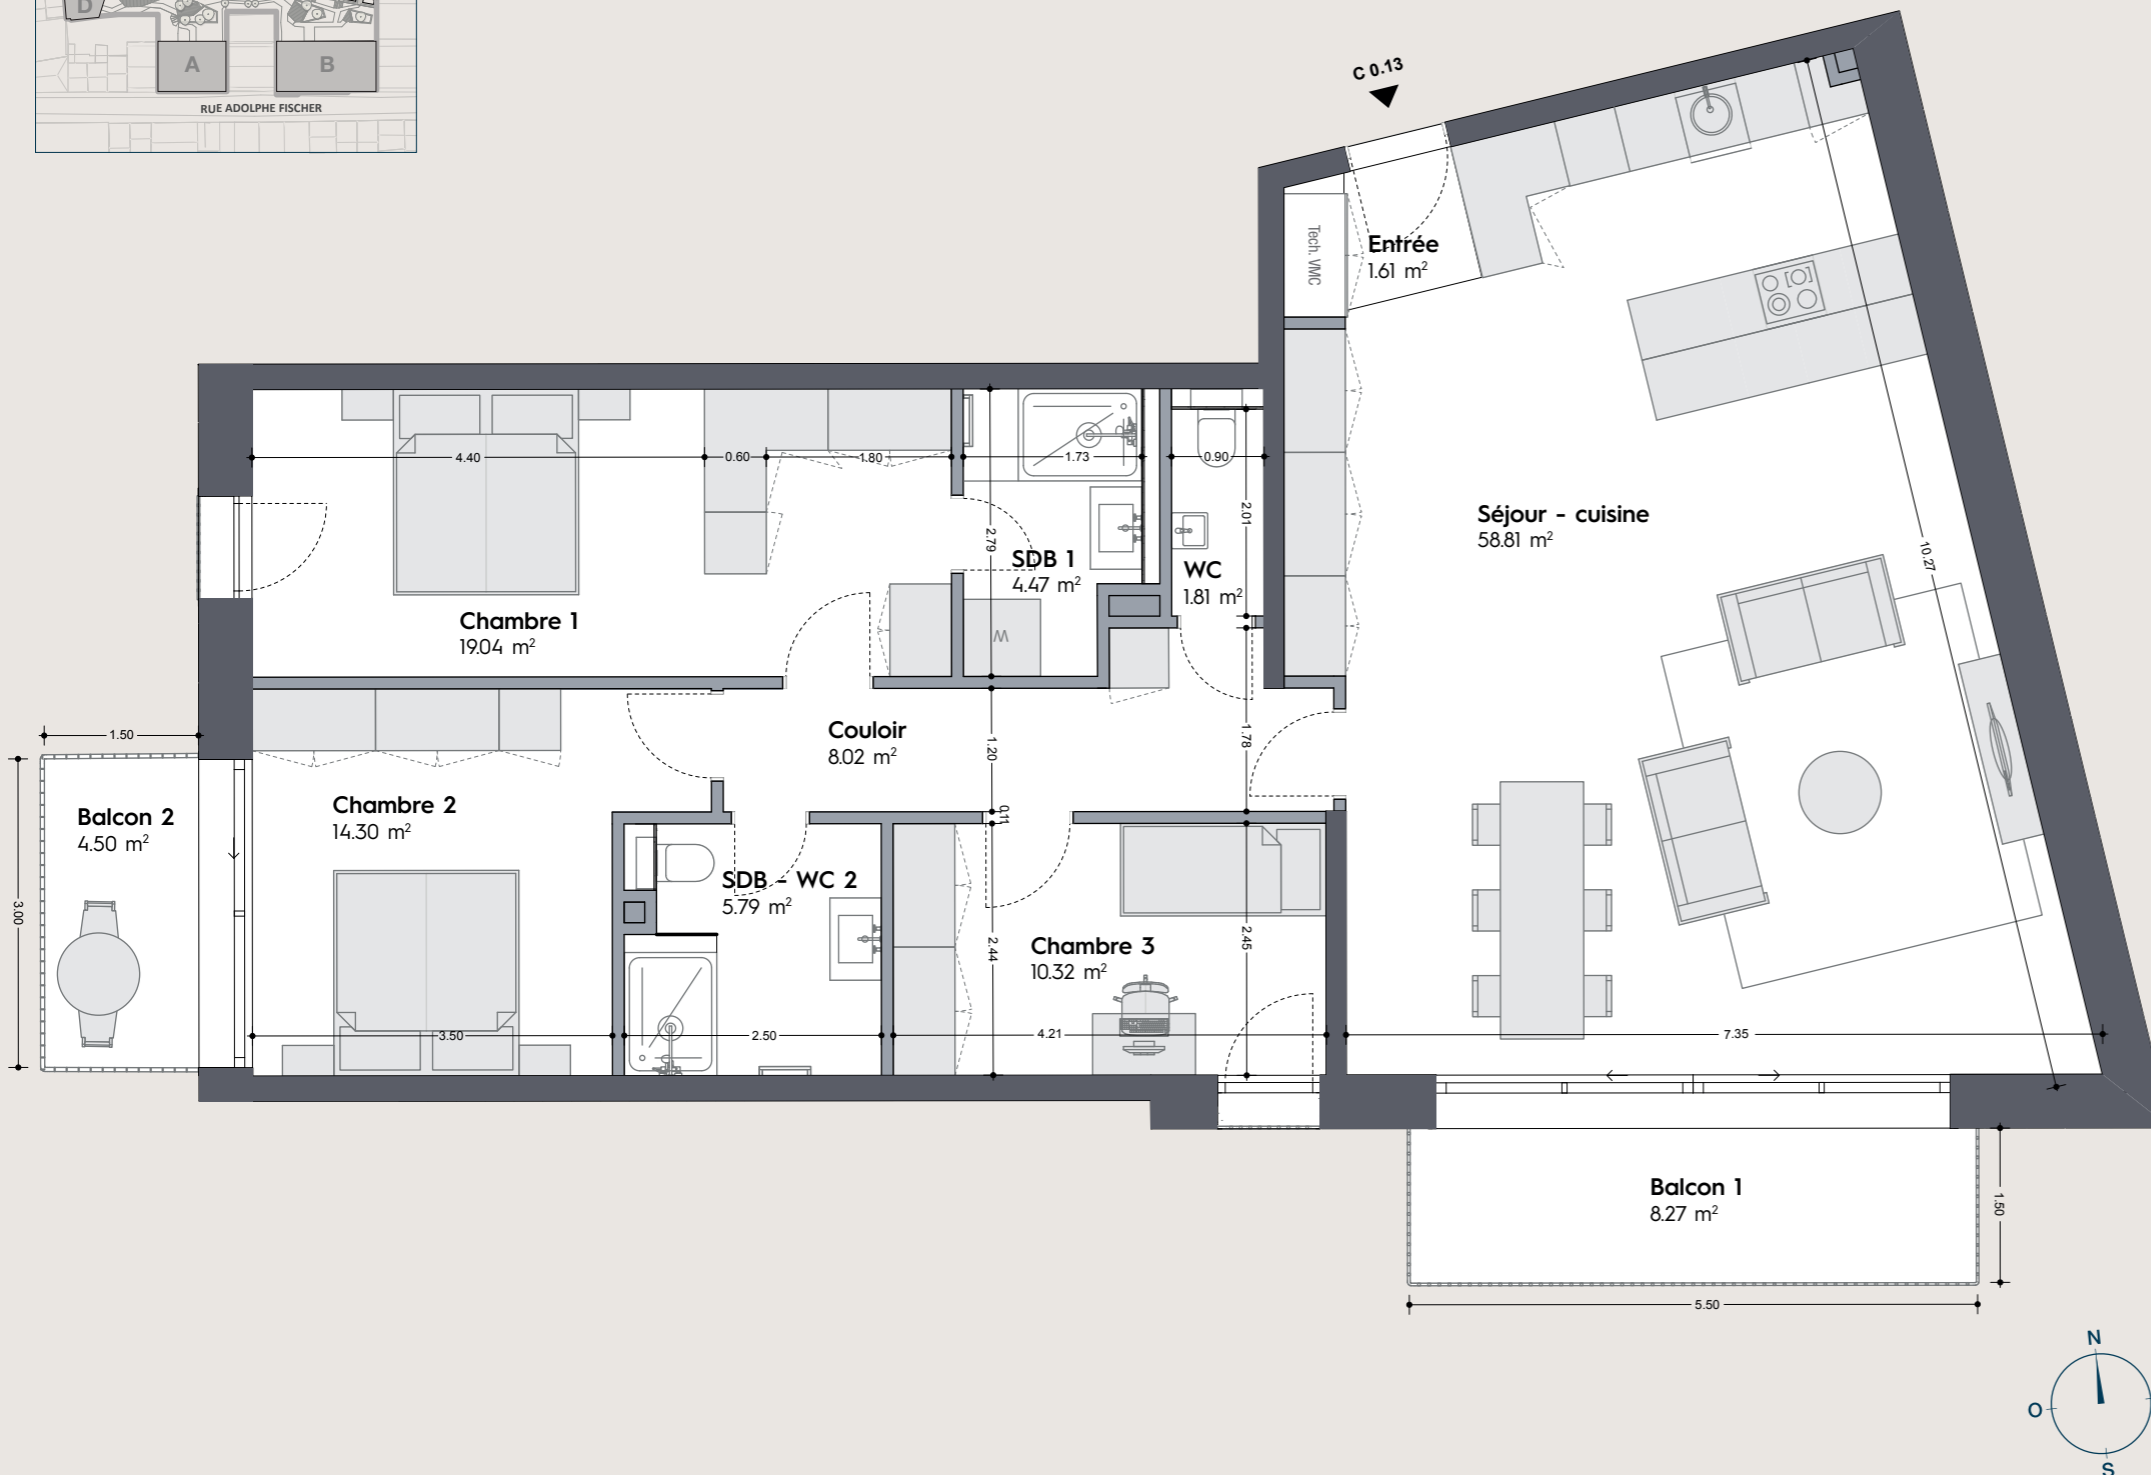 D
A
B
RUE ADOLPHE FISCHER
C 0.13
Tech. VMC
Entrée
1.61 m²
4.40
0.60
1.80
1.73
0.90
2.01
2.79
Séjour - cuisine
58.81 m²
10.27
SDB 1
4.47 m²
WC
1.81 m²
W
Chambre 1
19.04 m²
1.50
Couloir
8.02 m²
1.20
1.78
0.11
Balcon 2
4.50 m²
3.00
Chambre 2
14.30 m²
SDB - WC 2
5.79 m²
2.44
Chambre 3
10.32 m²
2.45
3.50
2.50
4.21
7.35
Balcon 1
8.27 m²
1.50
5.50
N
O
S